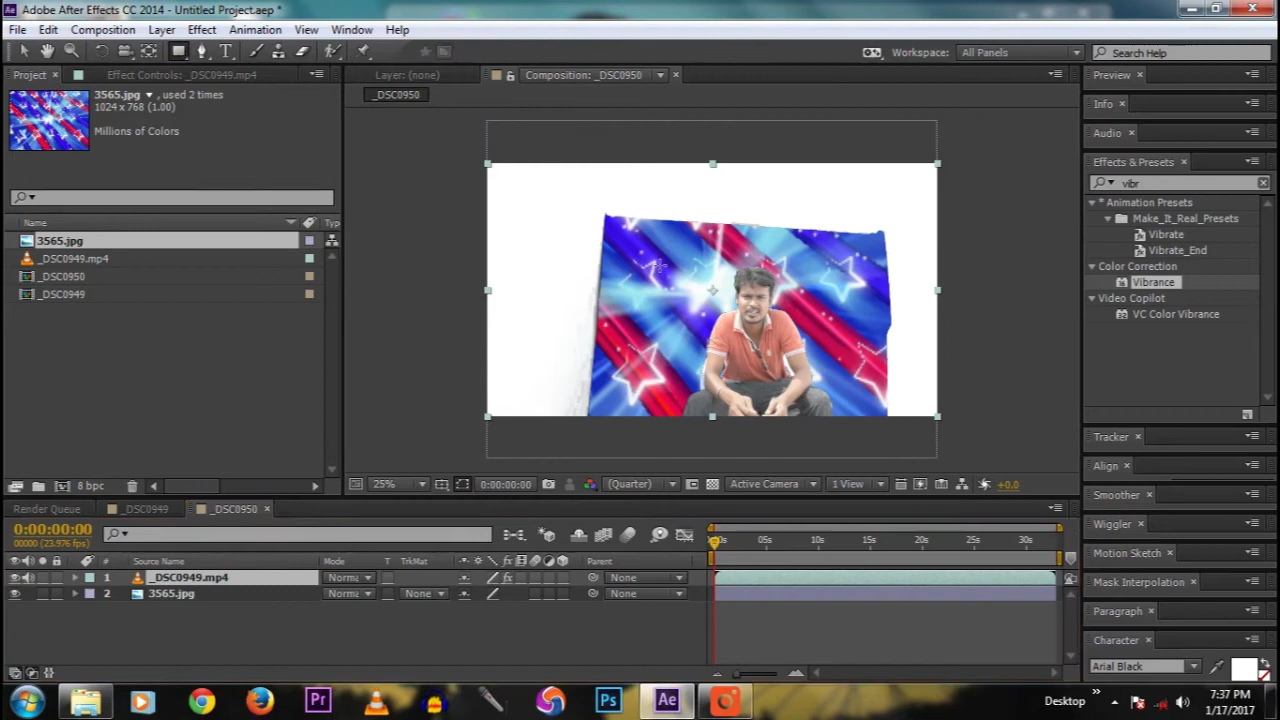 Adobe After Effects CC 2014 - Untitled Project.aep *
File Edit Composition Layer Effect Animation View Window Help
Workspace: All Panels Search Help
Project Effect Controls: _DSC0949.mp4 Layer: (none) Composition: _DSC0950 Preview
3565.jpg , used 2 times
1024 x 768 (1.00)
Millions of Colors
_DSC0950
Info
Audio
Effects & Presets
vibr
* Animation Presets
Make_It_Real_Presets
Vibrate
Vibrate_End
Color Correction
Vibrance
Video Copilot
VC Color Vibrance
Name Typ
3565.jpg
_DSC0949.mp4
_DSC0950
_DSC0949
8 bpc
25% 0:00:00:00 (Quarter) Active Camera 1 View +0.0
Tracker
Align
Smoother
Wiggler
Motion Sketch
Mask Interpolation
Paragraph
Character
Arial Black
Render Queue _DSC0949 _DSC0950
0:00:00:00
00000 (23.976 fps)
05s 10s 15s 20s 25s 30s
# Source Name Mode T TrkMat Parent
1 _DSC0949.mp4 Norma None
2 3565.jpg Norma None None
Pr Ps Ae
Desktop
7:37 PM
1/17/2017